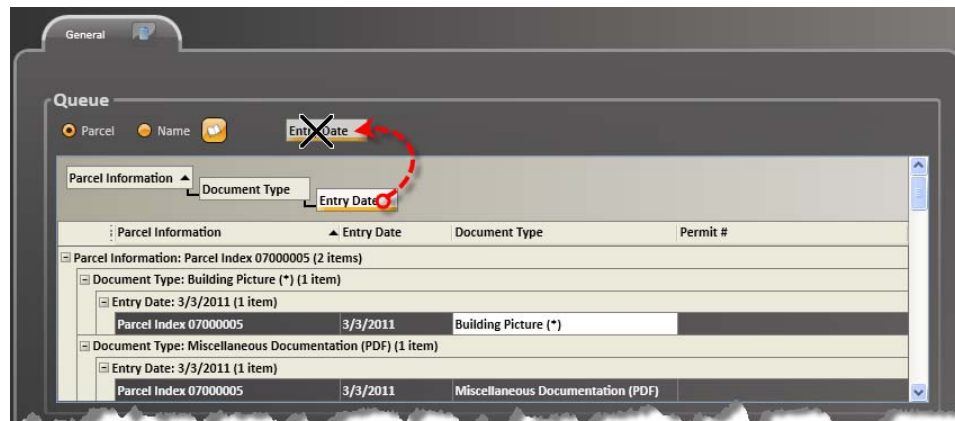 General
Queue
Parcel Name Entry Date
Parcel Information
Document Type
Entry Date
Parcel Information Entry Date Document Type Permit #
Parcel Information: Parcel Index 07000005 (2 items)
Document Type: Building Picture (*) (1 item)
Entry Date: 3/3/2011 (1 item)
Parcel Index 07000005 3/3/2011 Building Picture (*)
Document Type: Miscellaneous Documentation (PDF) (1 item)
Entry Date: 3/3/2011 (1 item)
Parcel Index 07000005 3/3/2011 Miscellaneous Documentation (PDF)